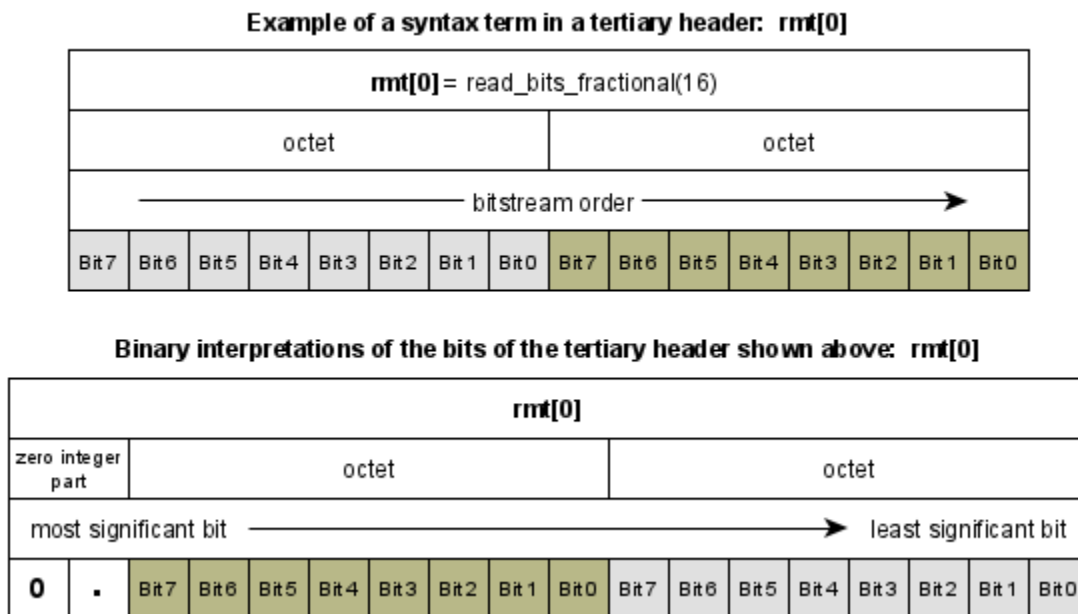 Example of a syntax term in a tertiary header: rmt[0]
rmt[0] = read_bits_fractional(16)
octet octet
bitstream order
Bit7 Bit6 Bit5 Bit4 Bit3 Bit2 Bit1 Bit0 Bit7 Bit6 Bit5 Bit4 Bit3 Bit2 Bit1 Bit0
Binary interpretations of the bits of the tertiary header shown above: rmt[0]
rmt[0]
zero integer
part
octet octet
most significant bit least significant bit
0 . Bit7 Bit6 Bit5 Bit4 Bit3 Bit2 Bit1 Bit0 Bit7 Bit6 Bit5 Bit4 Bit3 Bit2 Bit1 Bit0